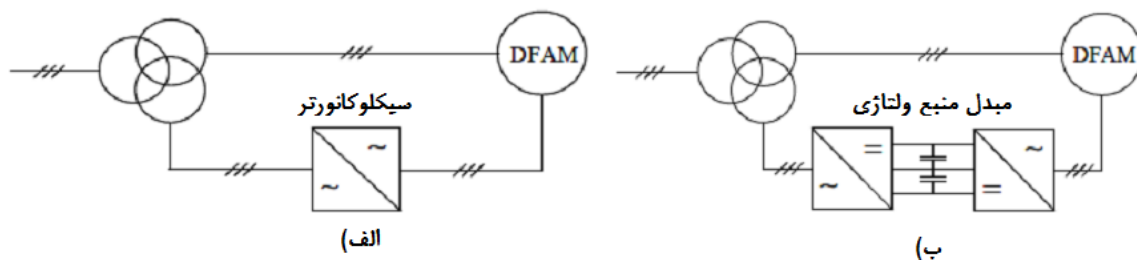 DFAM
سیکلوکانورتر
~
~
الف)
DFAM
مبدل منبع ولتاژی
=
~
~
=
ب)